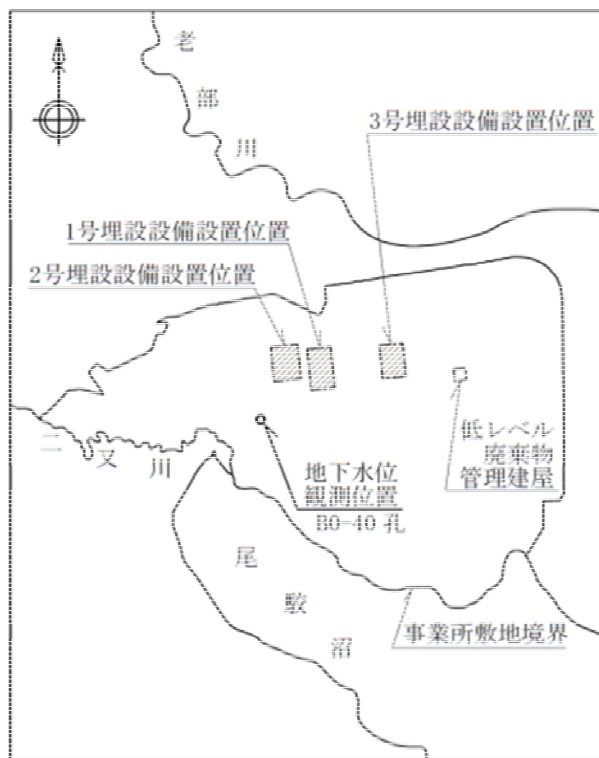 老部川
3号埋設設備設置位置
1号埋設設備設置位置
2号埋設設備設置位置
低レベル
廃棄物
管理建屋
二又川
地下水位
観測位置
B0-40 孔
尾駮沼
事業所敷地境界